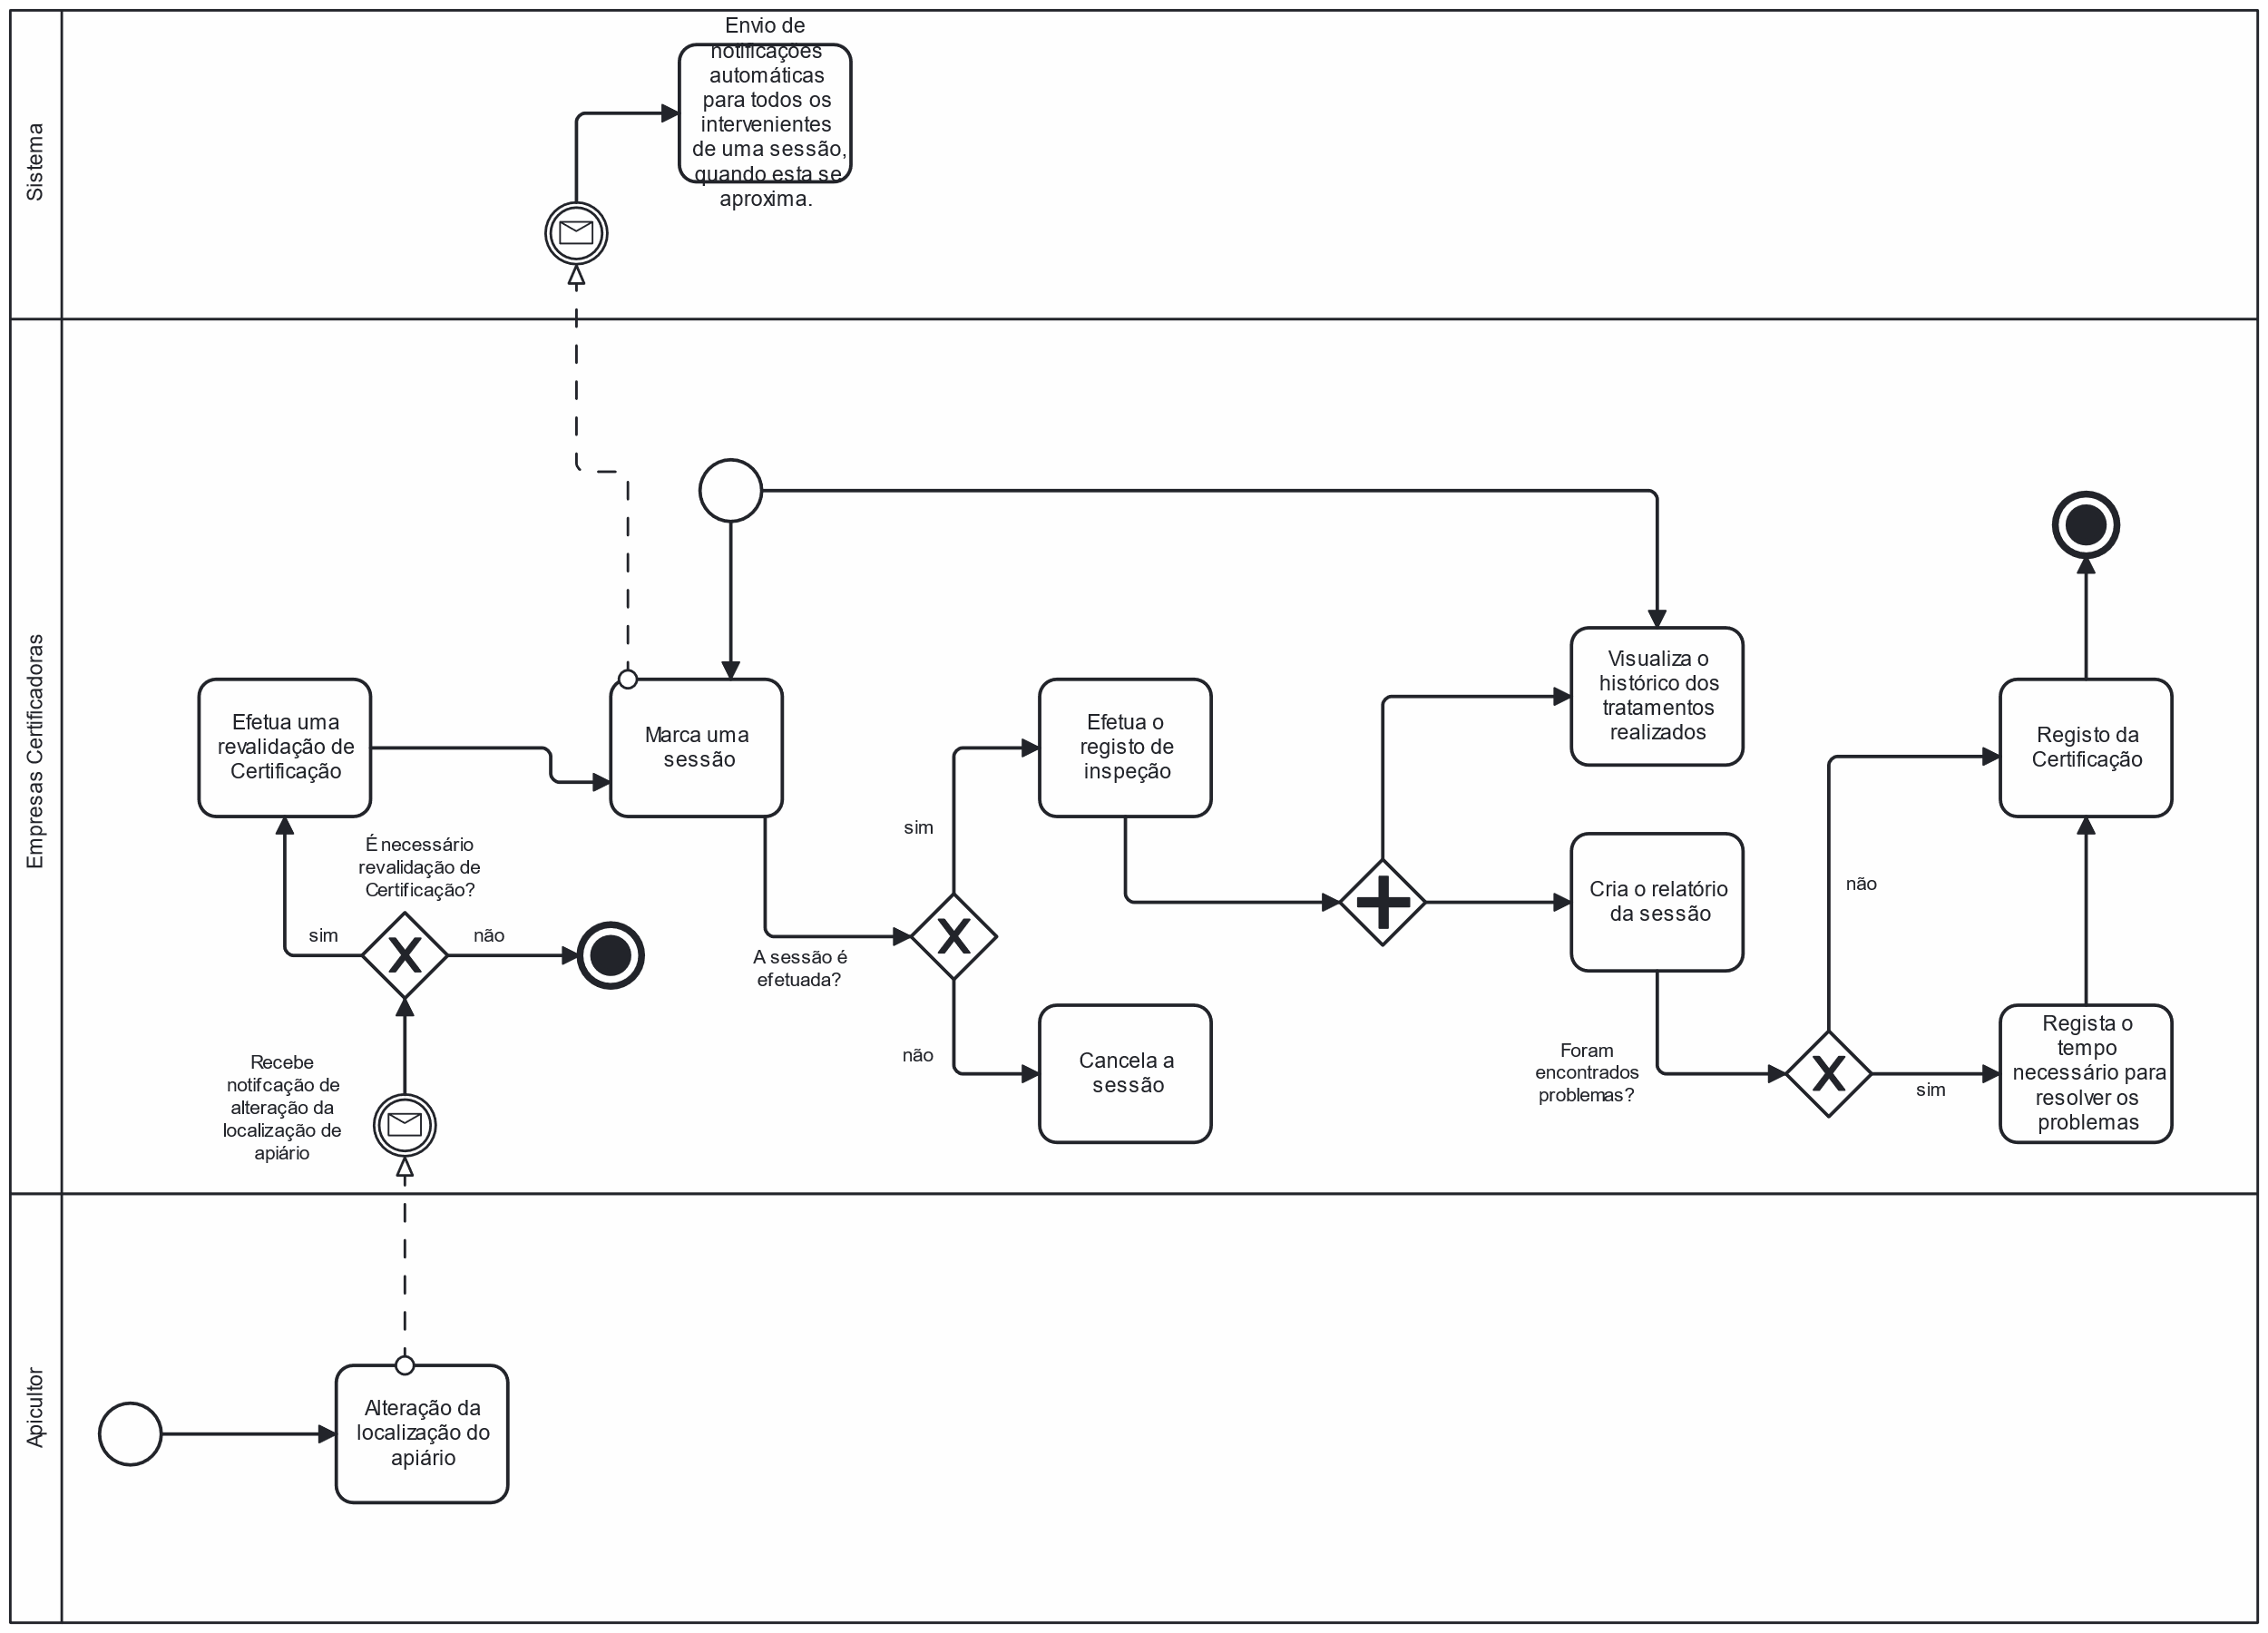 Sistema
Envio de
notificações
automáticas
para todos os
intervenientes
de uma sessão,
quando esta se
aproxima.
Empresas Certificadoras
Efetua uma
revalidação de
Certificação
Marca uma
sessão
Efetua o
registo de
inspeção
Visualiza o
histórico dos
tratamentos
realizados
Registo da
Certificação
É necessário
revalidação de
Certificação?
sim
não
sim
A sessão é
efetuada?
não
Cancela a
sessão
Cria o relatório
da sessão
não
Foram
encontrados
problemas?
sim
Regista o
tempo
necessário para
resolver os
problemas
Recebe
notifcação de
alteração da
localização de
apiário
Apicultor
Alteração da
localização do
apiário